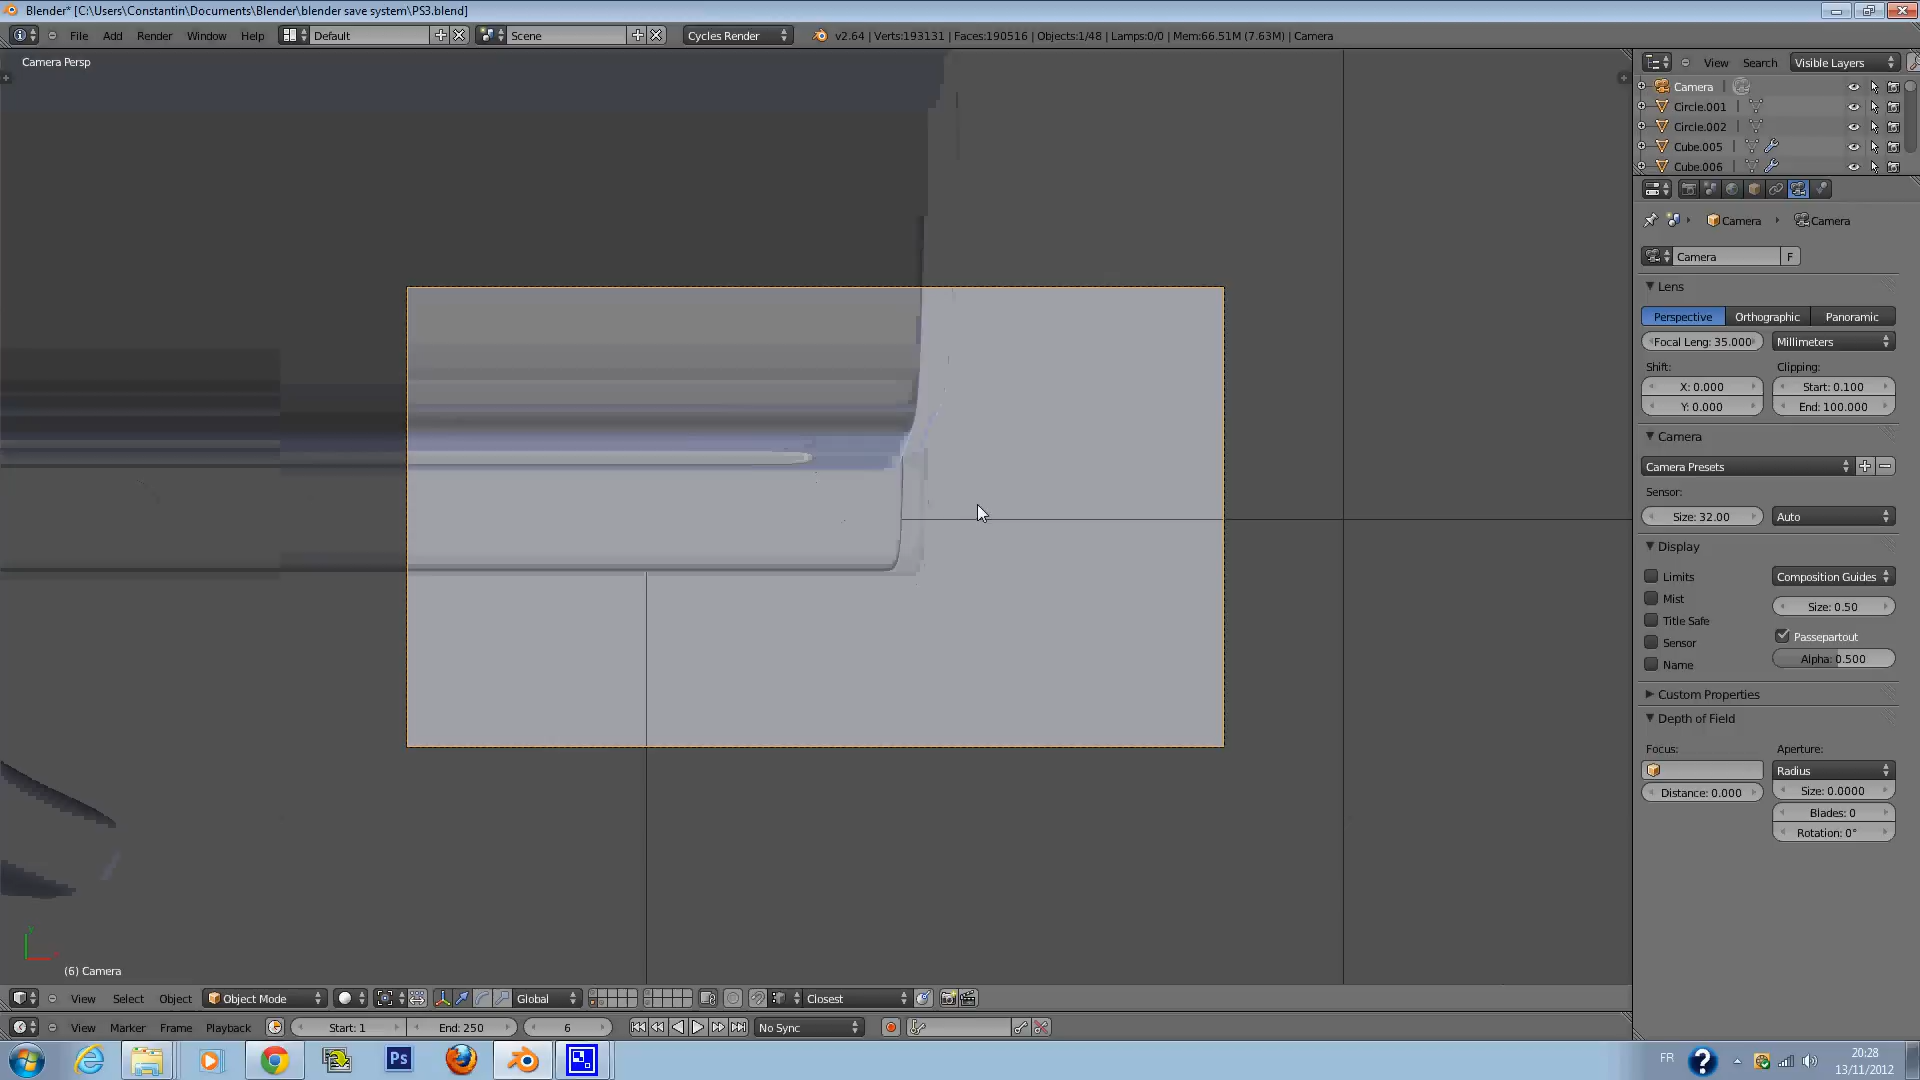 Blender* [C:\Users\Constantin\Documents\Blender\blender save system\PS3.blend]
File Add Render Window Help Default Scene Cycles Render v2.64 | Verts:193131 | Faces:190516 | Objects:1/48 | Lamps:0/0 | Mem:66.51M (7.63M) | Camera
Camera Persp
View Search Visible Layers
Camera
Circle.001
Circle.002
Cube.005
Cube.006
Camera Camera
Camera F
Lens
Perspective Orthographic Panoramic
Focal Leng: 35.000 Millimeters
Shift: Clipping:
X: 0.000 Start: 0.100
Y: 0.000 End: 100.000
Camera
Camera Presets
Sensor:
Size: 32.00 Auto
Display
Limits Composition Guides
Mist Size: 0.50
Title Safe
Sensor Passepartout
Name Alpha: 0.500
Custom Properties
Depth of Field
Focus: Aperture:
Radius
Distance: 0.000 Size: 0.0000
Blades: 0
Rotation: 0°
y
(6) Camera
View Select Object Object Mode Global Closest
View Marker Frame Playback Start: 1 End: 250 6 No Sync
Ps FR ? 20:28
13/11/2012